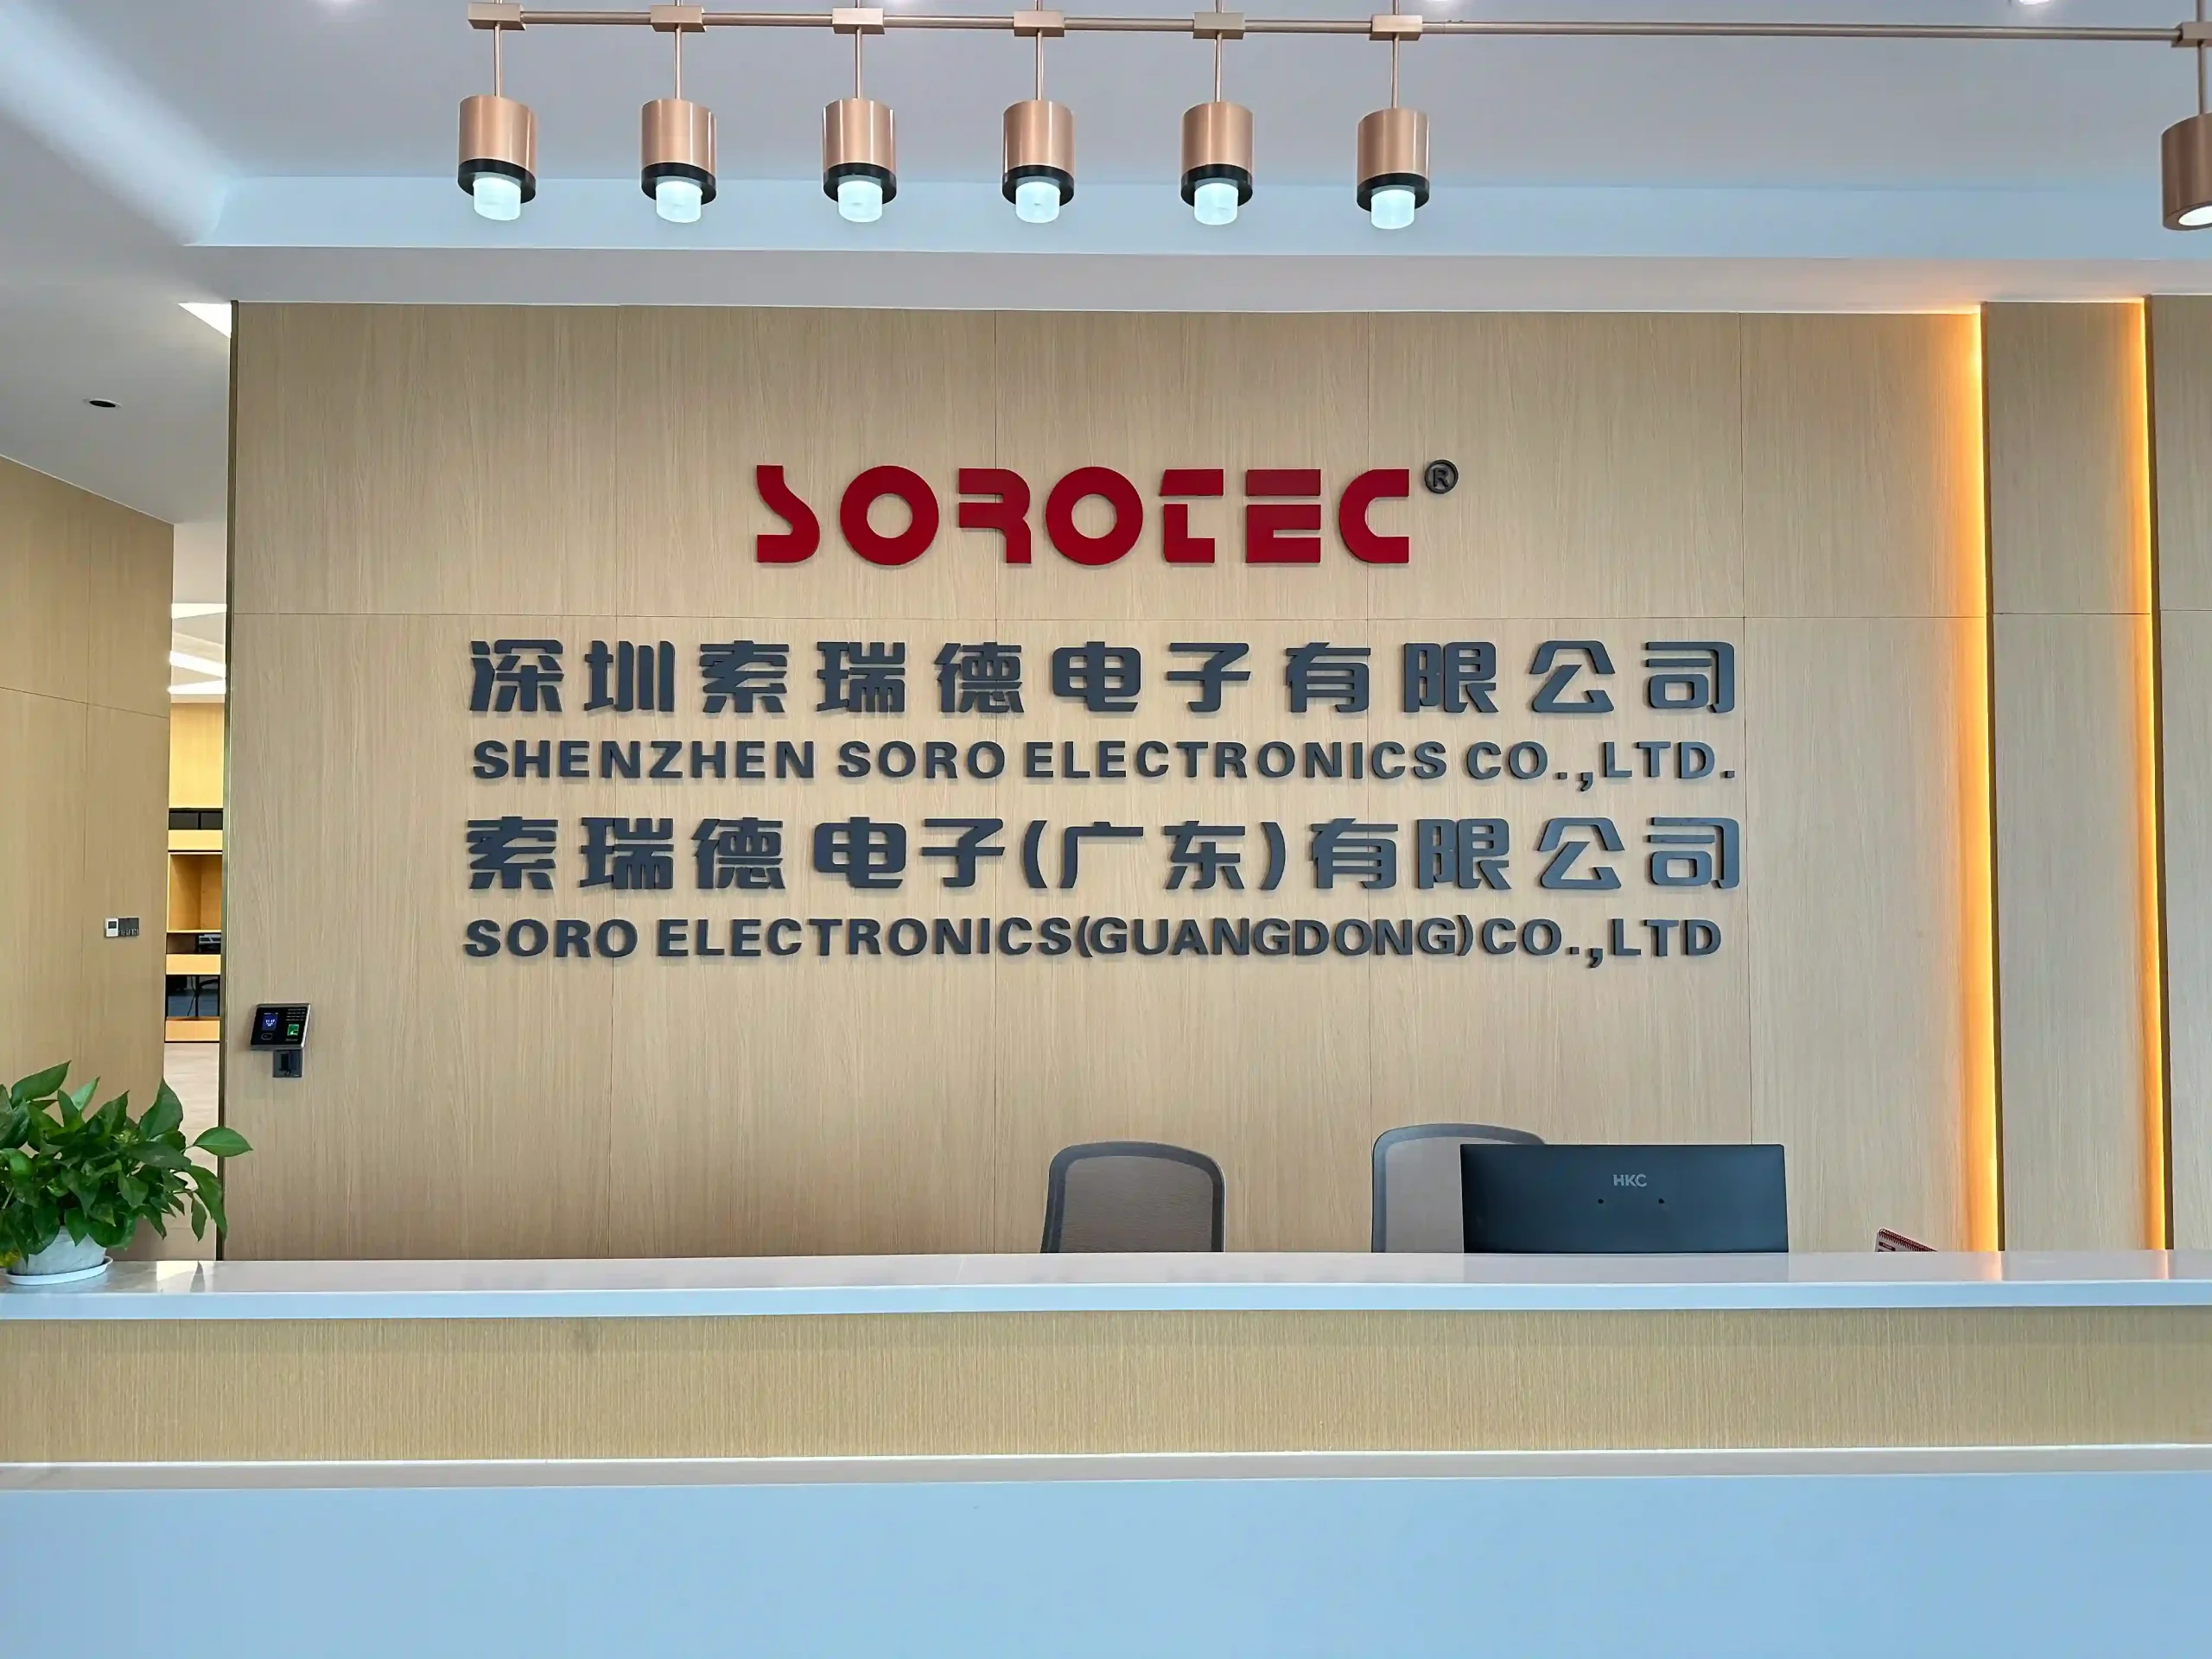 SOROTEC®
深圳索瑞德电子有限公司
SHENZHEN SORO ELECTRONICS CO.,LTD.
索瑞德电子(广东)有限公司
SORO ELECTRONICS(GUANGDONG)CO.,LTD
HKC